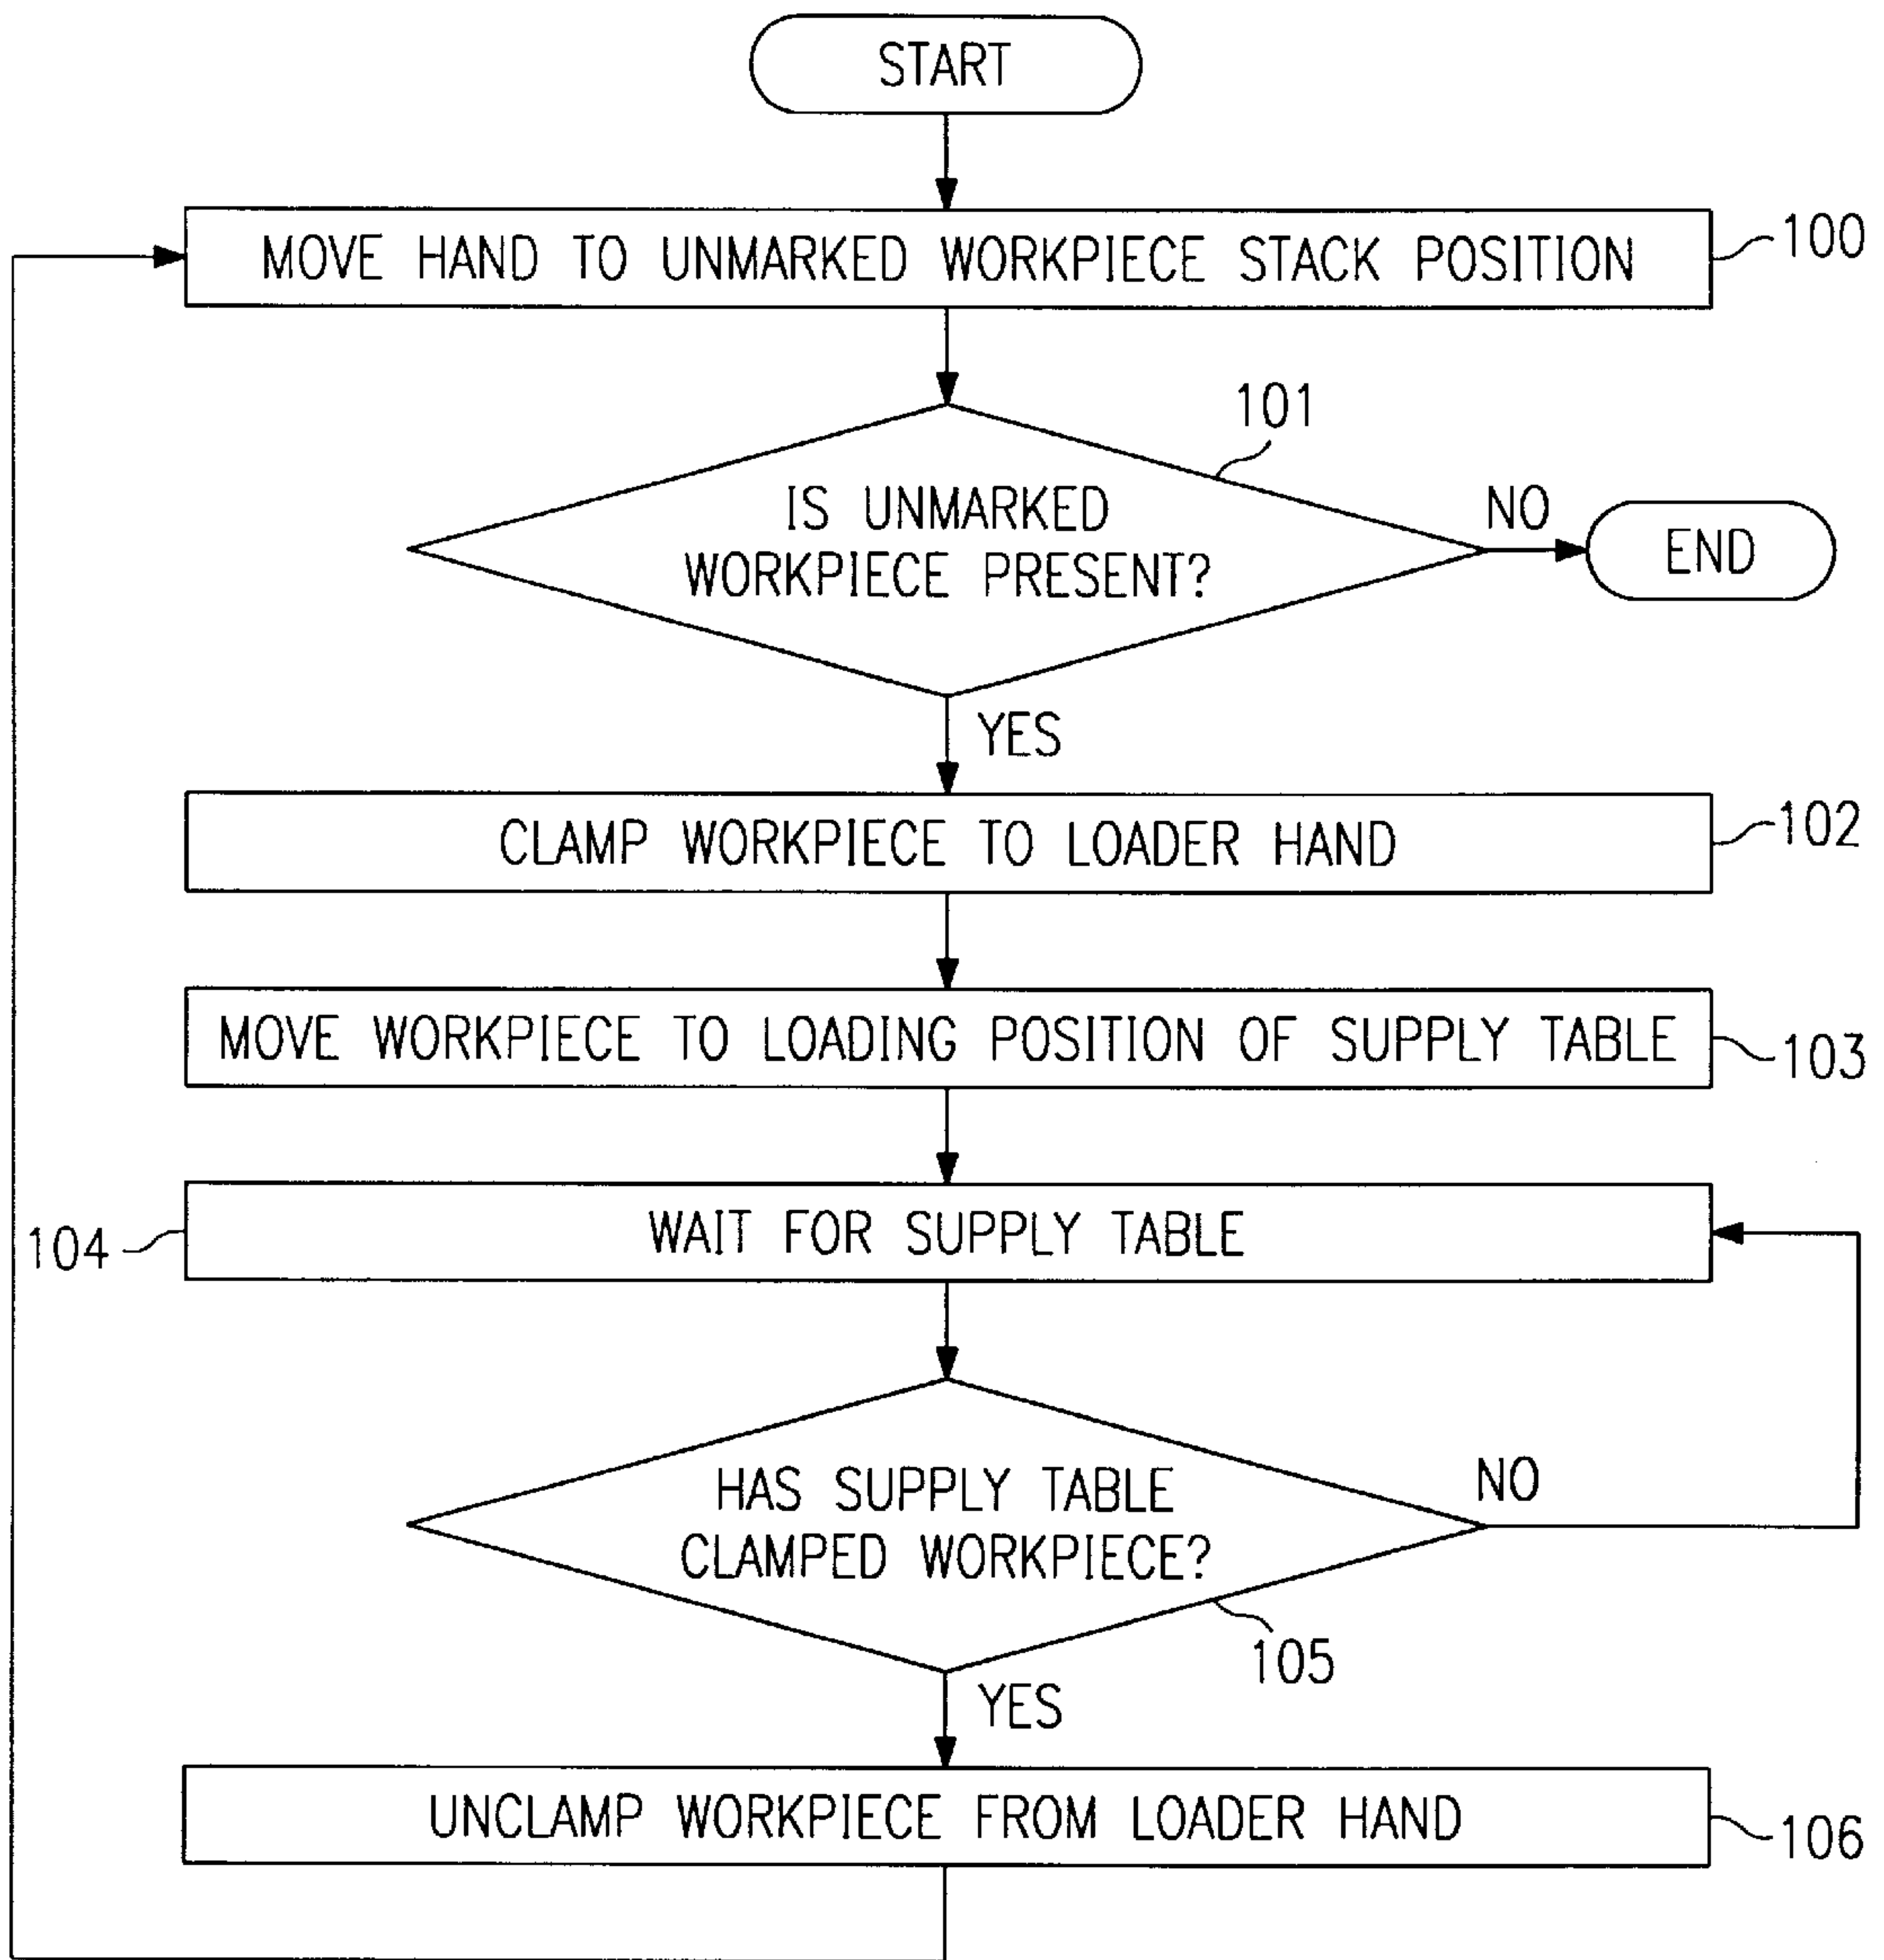 START
MOVE HAND TO UNMARKED WORKPIECE STACK POSITION
100
101
IS UNMARKED
WORKPIECE PRESENT?
NO
END
YES
CLAMP WORKPIECE TO LOADER HAND
102
MOVE WORKPIECE TO LOADING POSITION OF SUPPLY TABLE
103
WAIT FOR SUPPLY TABLE
104
HAS SUPPLY TABLE
CLAMPED WORKPIECE?
NO
105
YES
UNCLAMP WORKPIECE FROM LOADER HAND
106